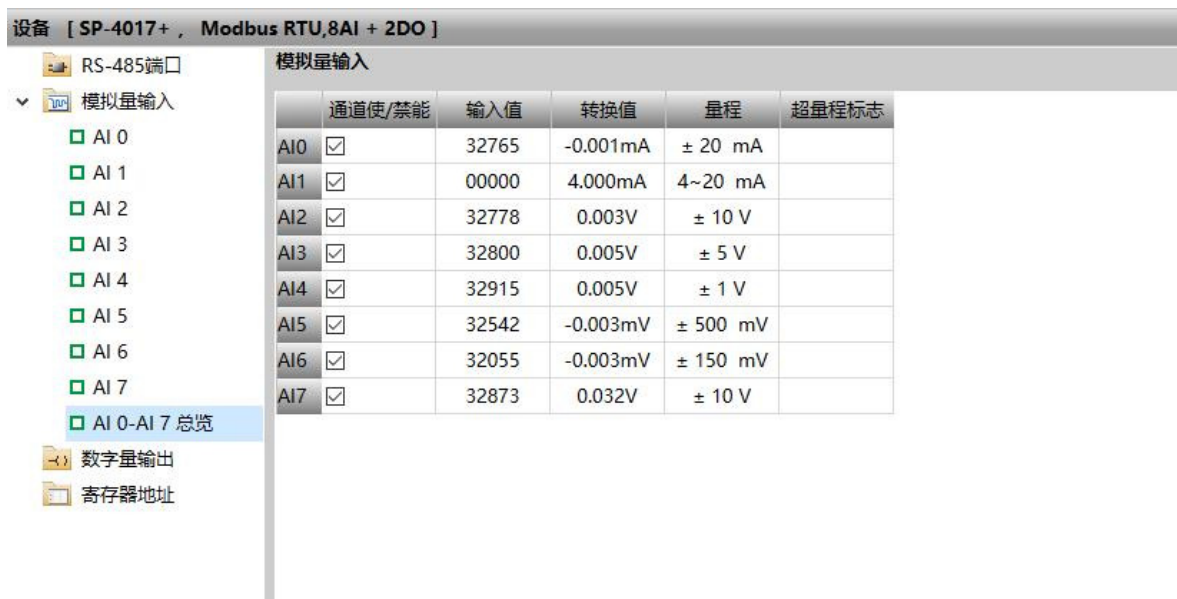 设备 [ SP-4017+ , Modbus RTU,8AI + 2DO ]
RS-485端口
模拟量输入
AI 0
AI 1
AI 2
AI 3
AI 4
AI 5
AI 6
AI 7
AI 0-AI 7 总览
数字量输出
寄存器地址
模拟量输入
通道使/禁能 输入值 转换值 量程 超量程标志
AI0 32765 -0.001mA ± 20 mA
AI1 00000 4.000mA 4~20 mA
AI2 32778 0.003V ± 10 V
AI3 32800 0.005V ± 5 V
AI4 32915 0.005V ± 1 V
AI5 32542 -0.003mV ± 500 mV
AI6 32055 -0.003mV ± 150 mV
AI7 32873 0.032V ± 10 V